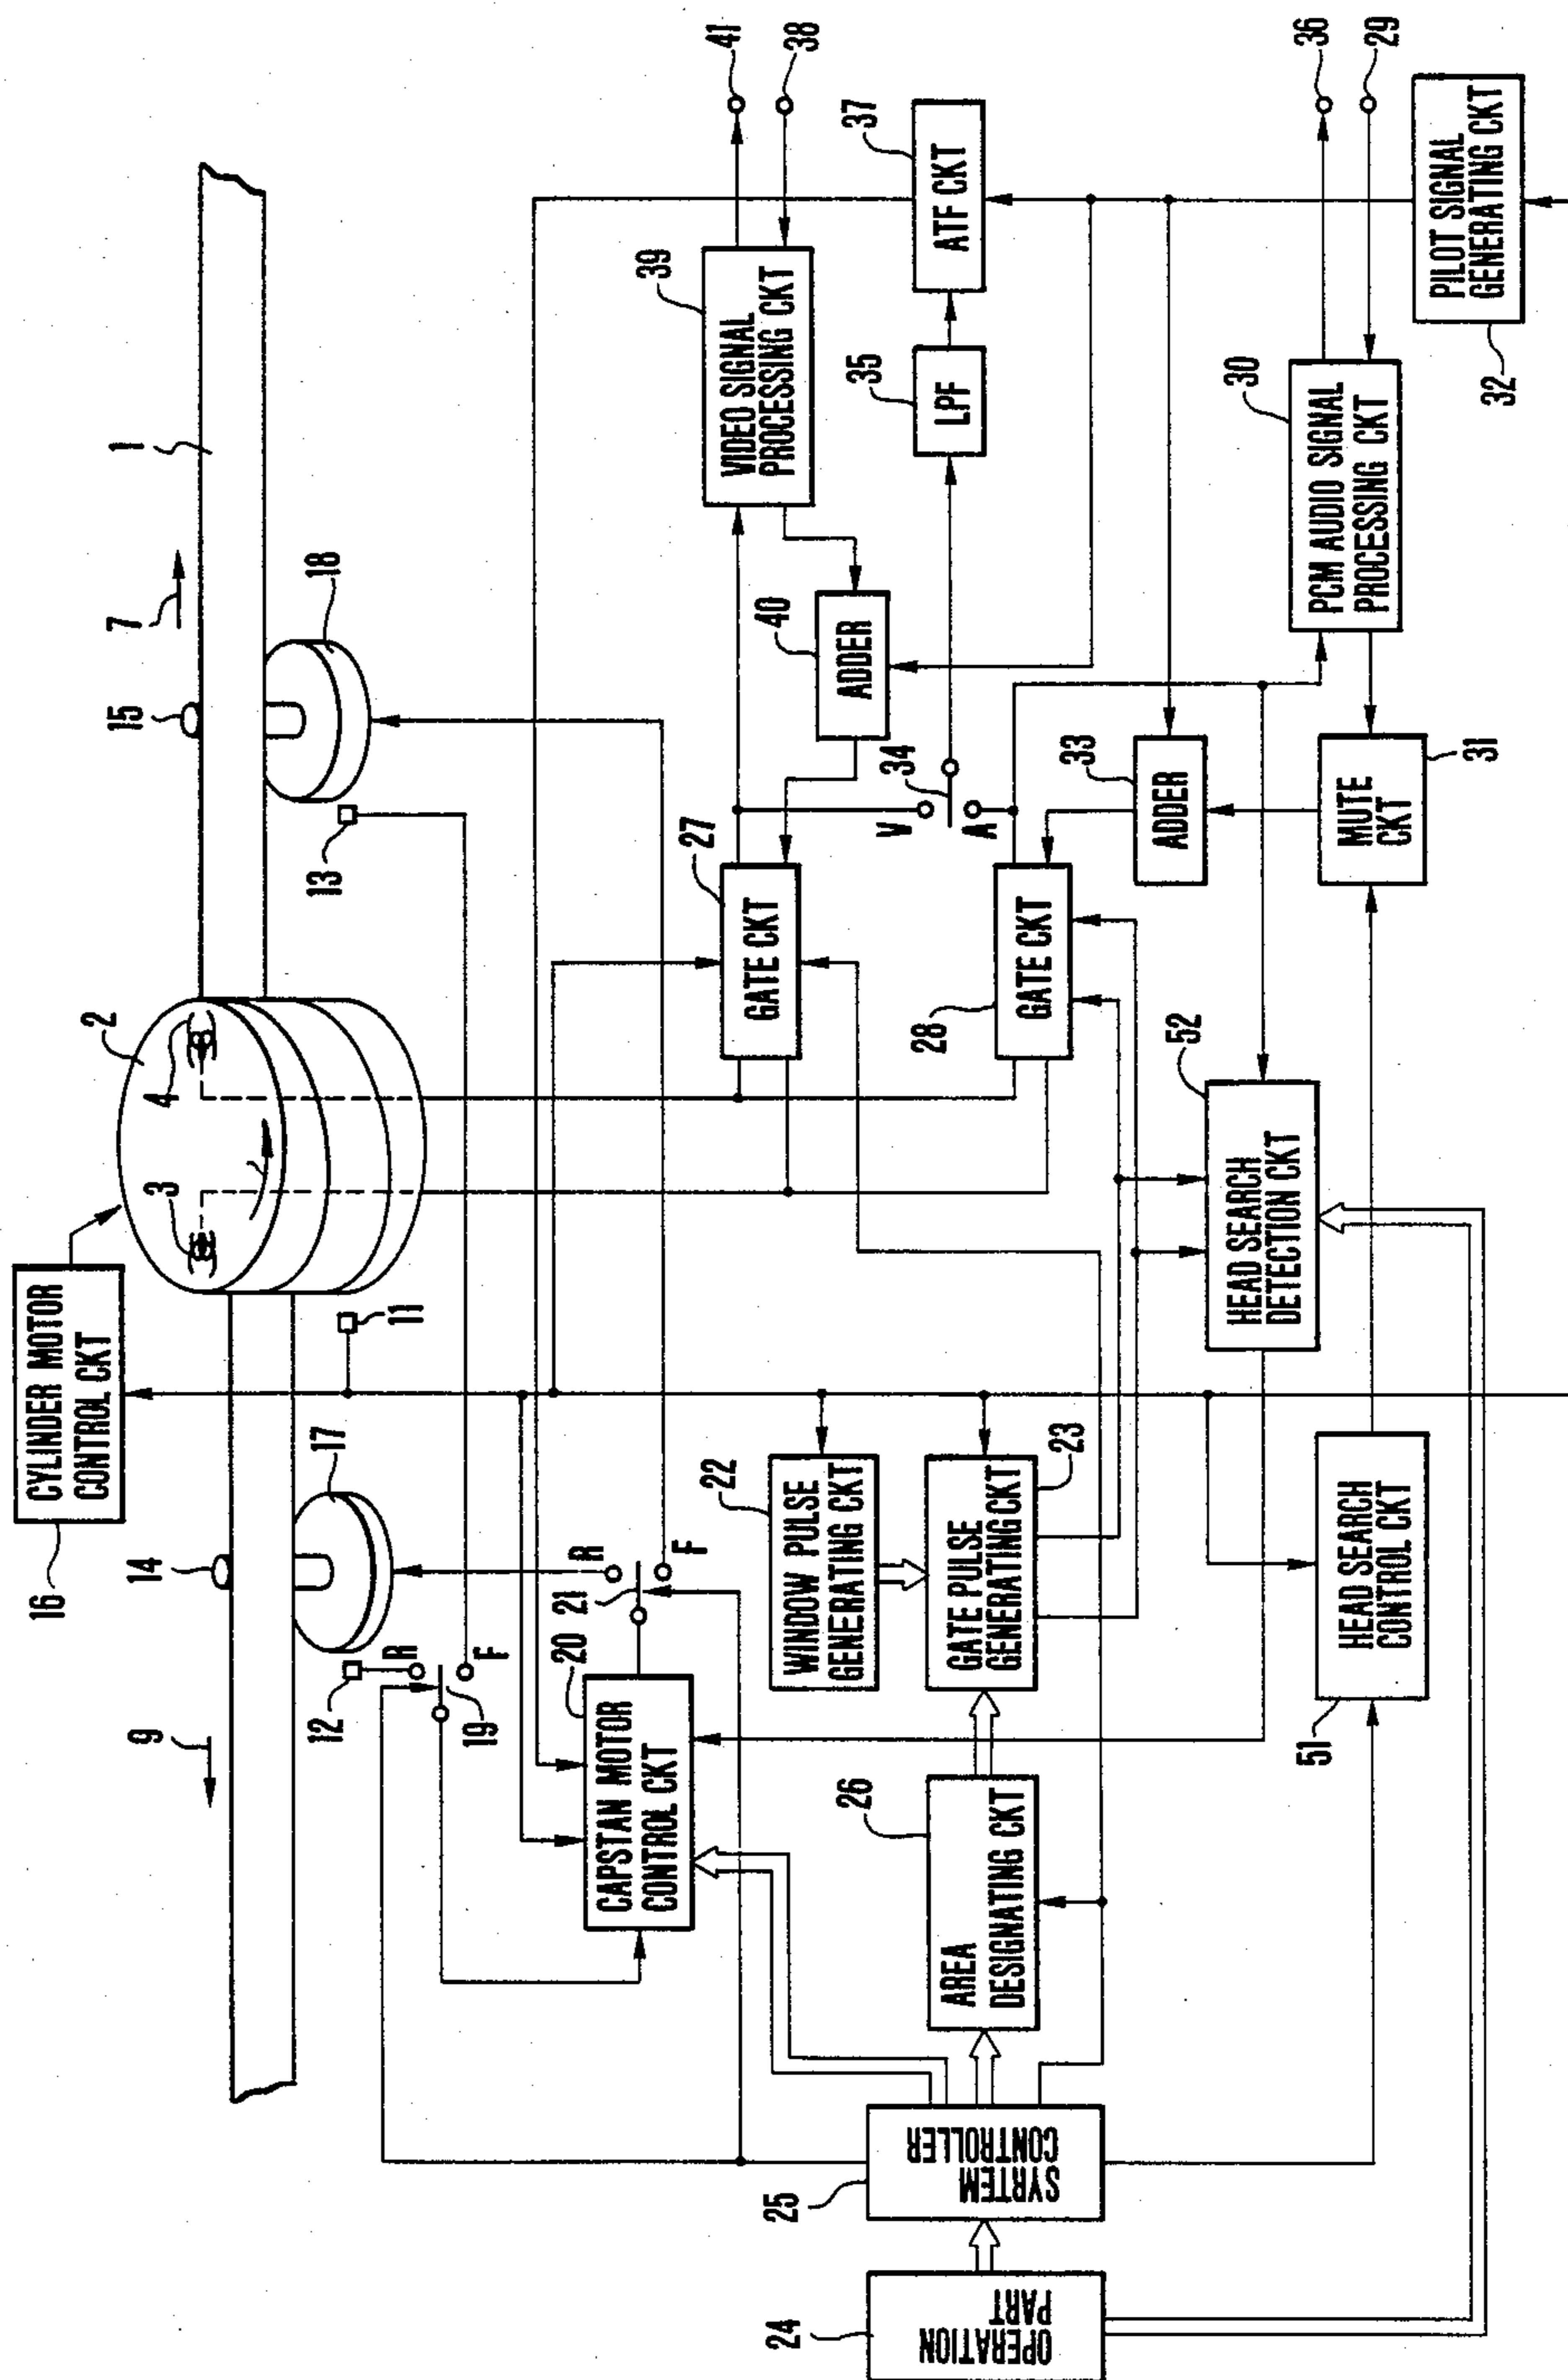 16
CYLINDER MOTOR
CONTROL CKT
2
4
3
1
7
15
18
13
11
9
14
17
12
R
F
19
R
F
21
20
CAPSTAN MOTOR
CONTROL CKT
22
WINDOW PULSE
GENERATING CKT
23
GATE PULSE
GENERATING CKT
26
AREA
DESIGNATING CKT
25
SYRTEM
CONTROLLER
24
OPERATION
PART
27
GATE CKT
28
GATE CKT
V
A
34
40
ADDER
39
VIDEO SIGNAL
PROCESSING CKT
41
38
37
ATF CKT
35
LPF
33
ADDER
31
MUTE
CKT
30
PCM AUDIO SIGNAL
PROCESSING CKT
36
29
32
PILOT SIGNAL
GENERATING CKT
52
HEAD SEARCH
DETECTION CKT
51
HEAD SEARCH
CONTROL CKT